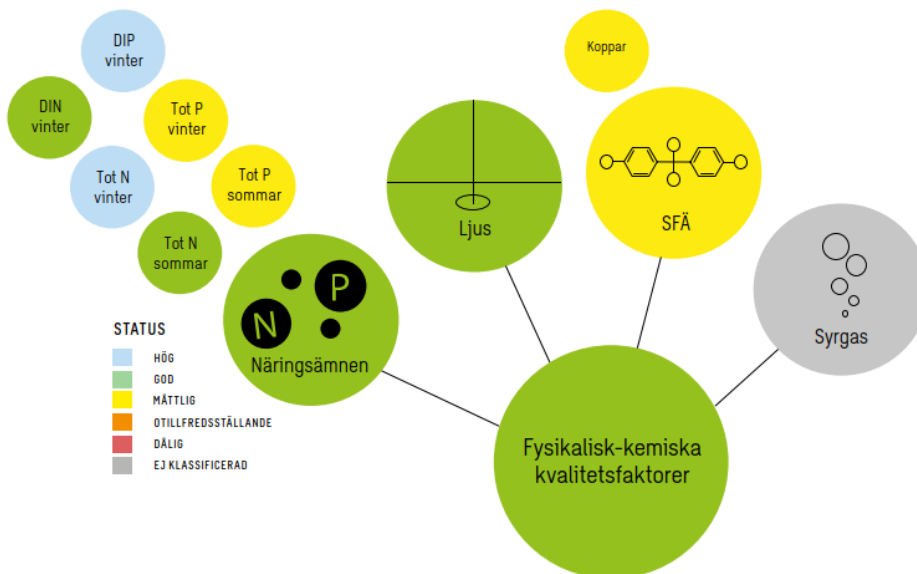 DIP
vinter
Koppar
DIN
vinter
Tot P
vinter
Tot N
vinter
Tot P
sommar
Tot N
sommar
Ljus
SFÄ
N
P
Näringsämnen
Syrgas
STATUS
HÖG
GOD
MÅTTLIG
OTILLFREDSSTÄLLANDE
DÅLIG
EJ KLASSIFICERAD
Fysikalisk-kemiska
kvalitetsfaktorer